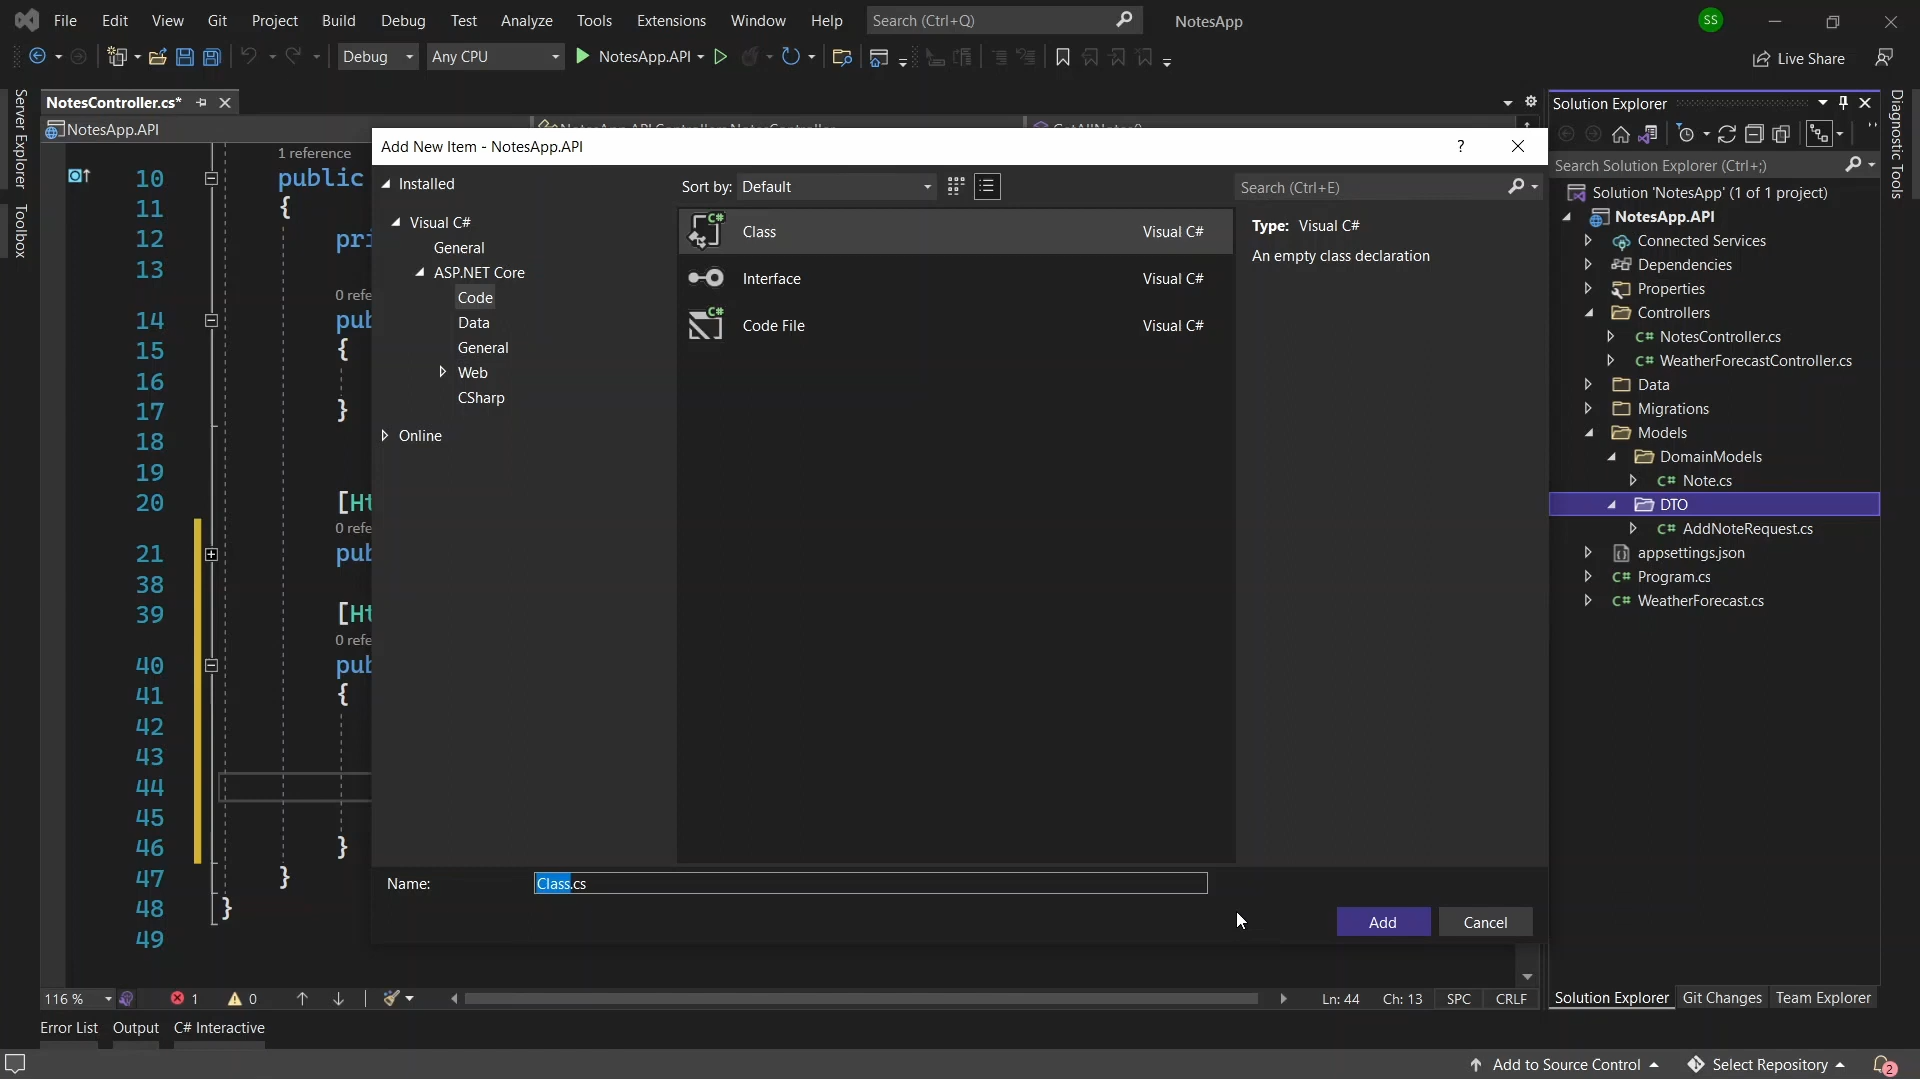 File Edit View Git Project Build Debug Test Analyze Tools Extensions Window Help Search (Ctrl+Q) NotesApp SS
Debug Any CPU NotesApp.API Live Share
Server Explorer
Toolbox
NotesController.cs*
NotesApp.API
Add New Item - NotesApp.API ?
Installed
Visual C#
General
ASP.NET Core
Code
Data
General
Web
CSharp
Online
Sort by: Default
Class Visual C#
Interface Visual C#
Code File Visual C#
Search (Ctrl+E)
Type: Visual C#
An empty class declaration
Name: Class.cs
Add Cancel
1 reference
10 public
11 {
12 pri
13
0 refe
14 pub
15 {
16
17 }
18
19
20 [Ht
0 refe
21 pub
38
39 [Ht
0 refe
40 pub
41 {
42
43
44
45
46 }
47 }
48 }
49
Solution Explorer
Search Solution Explorer (Ctrl+;)
Solution 'NotesApp' (1 of 1 project)
NotesApp.API
Connected Services
Dependencies
Properties
Controllers
C# NotesController.cs
C# WeatherForecastController.cs
Data
Migrations
Models
DomainModels
C# Note.cs
DTO
C# AddNoteRequest.cs
appsettings.json
C# Program.cs
C# WeatherForecast.cs
Diagnostic Tools
116 % 1 0 Ln: 44 Ch: 13 SPC CRLF
Solution Explorer Git Changes Team Explorer
Error List Output C# Interactive
Add to Source Control Select Repository 2